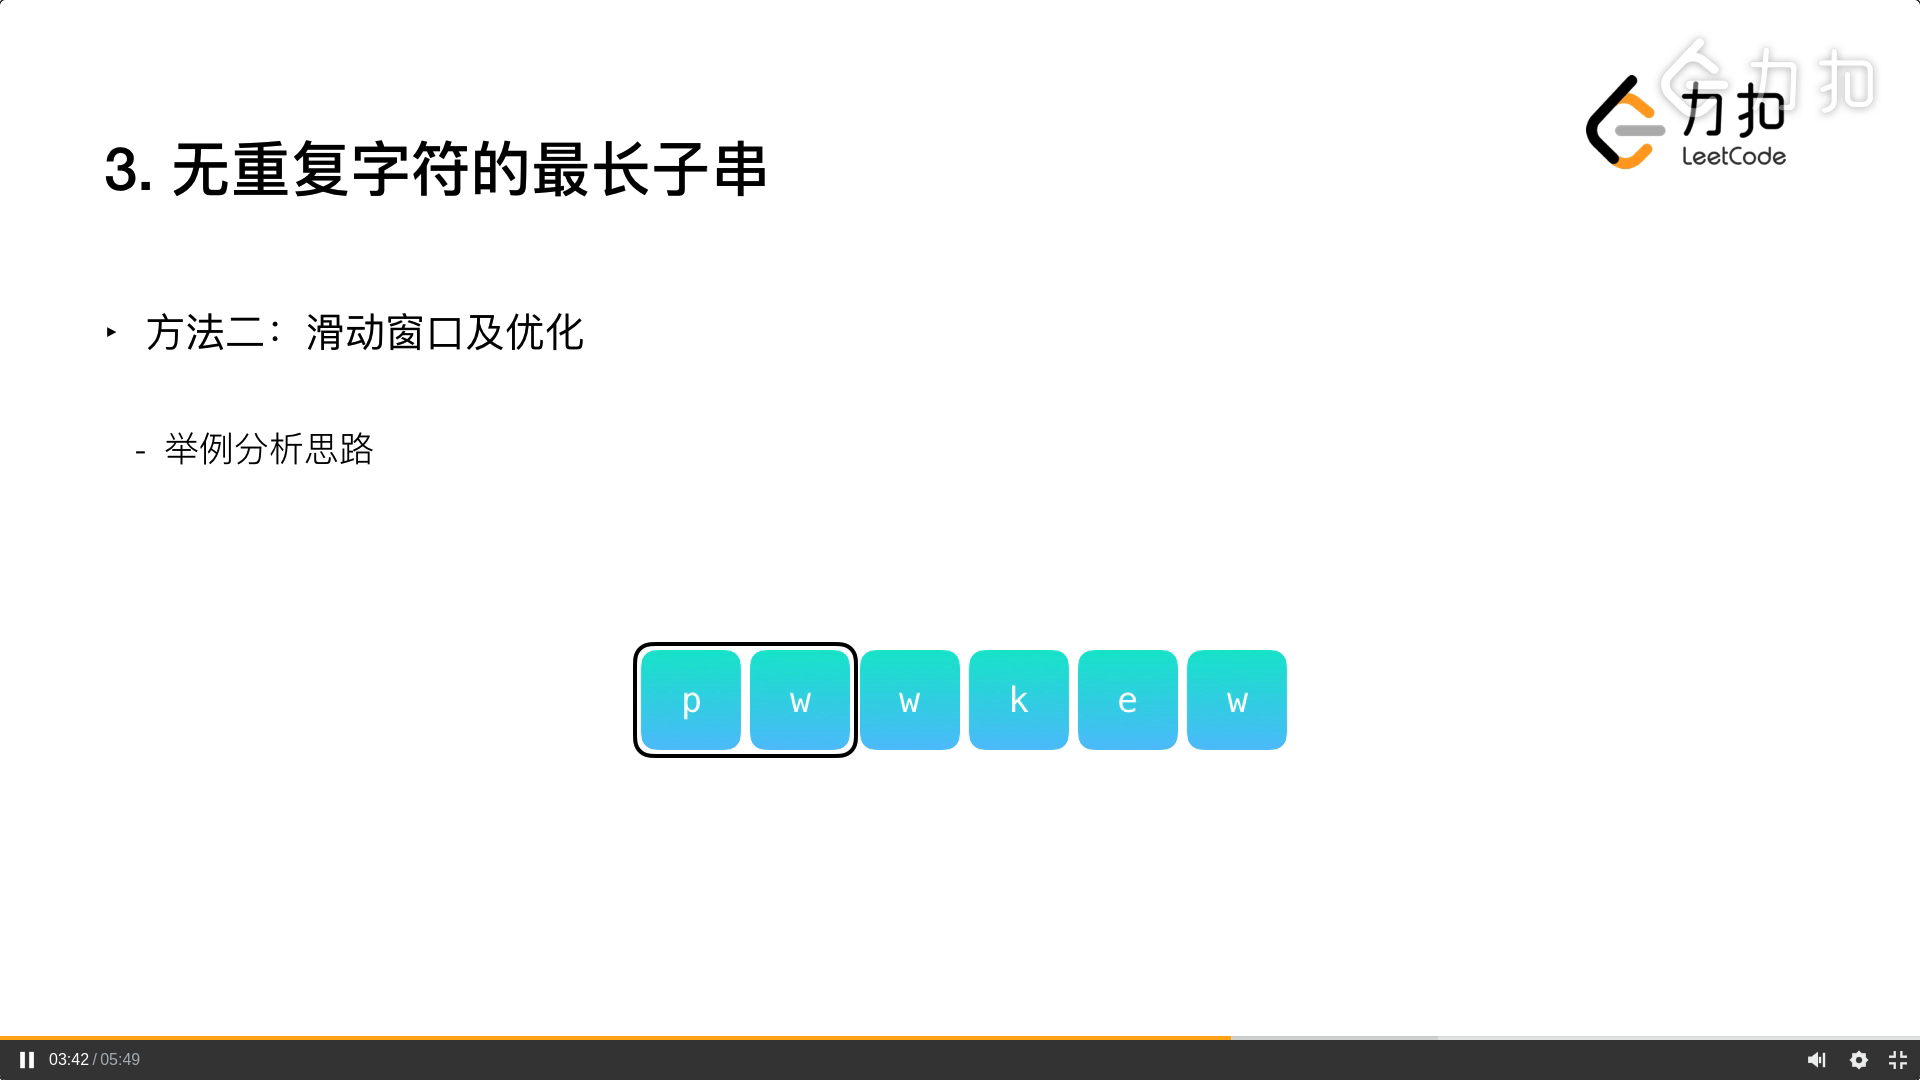 力扣
力扣
LeetCode
3. 无重复字符的最长子串
‣ 方法二：滑动窗口及优化
- 举例分析思路
p w w k e w
03:42 / 05:49